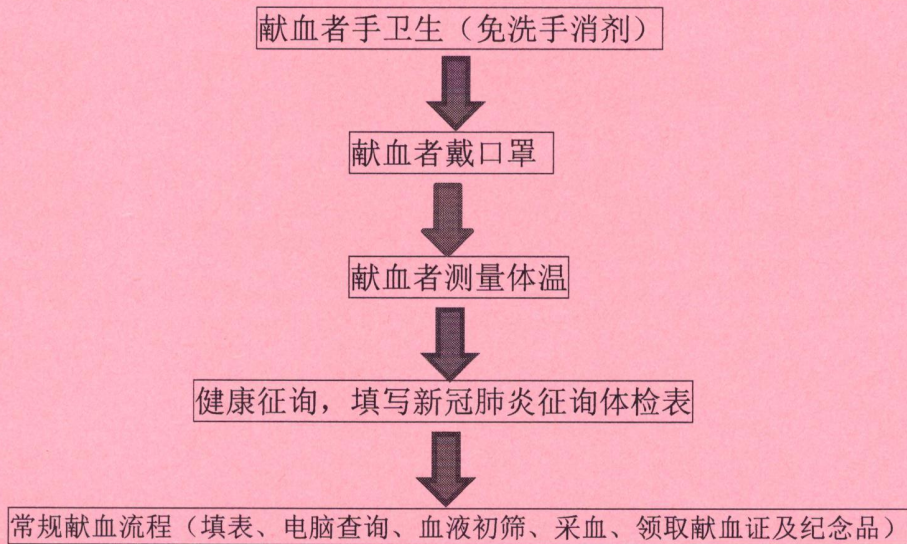 献血者手卫生（免洗手消剂）
献血者戴口罩
献血者测量体温
健康征询，填写新冠肺炎征询体检表
常规献血流程（填表、电脑查询、血液初筛、采血、领取献血证及纪念品）